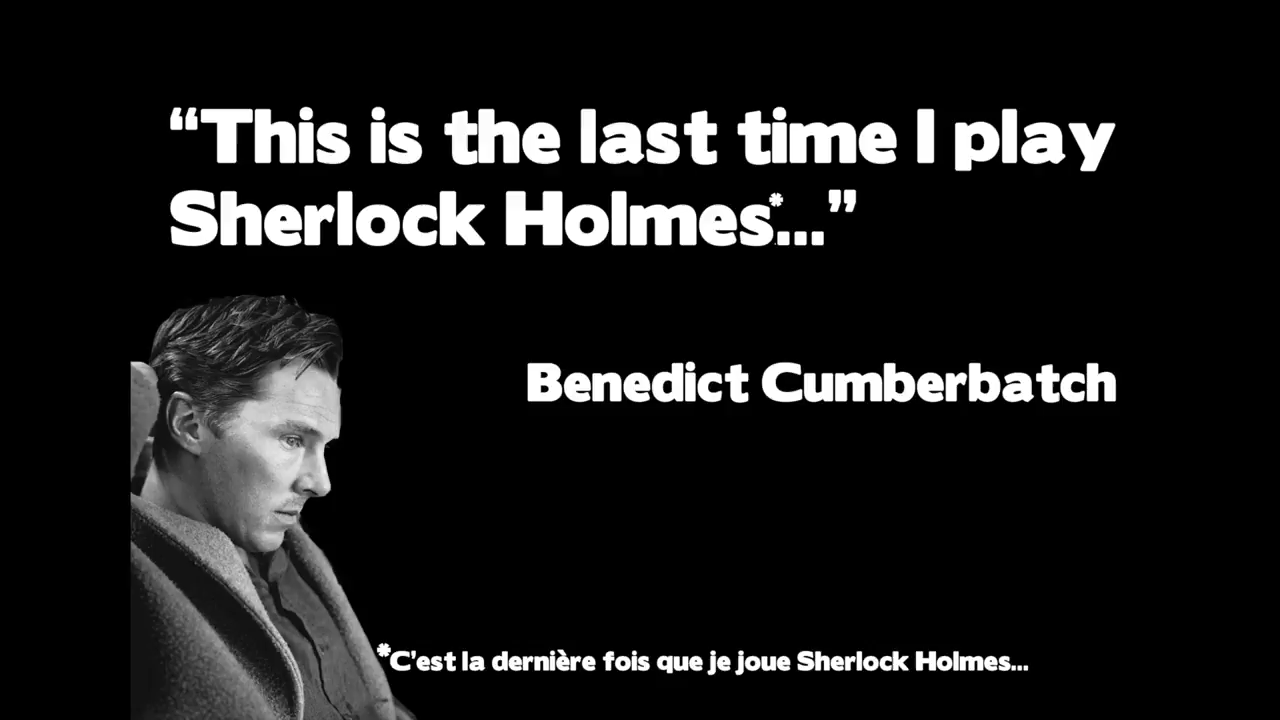 “This is the last time I play
Sherlock Holmes*...”
Benedict Cumberbatch
*C'est la dernière fois que je joue Sherlock Holmes...